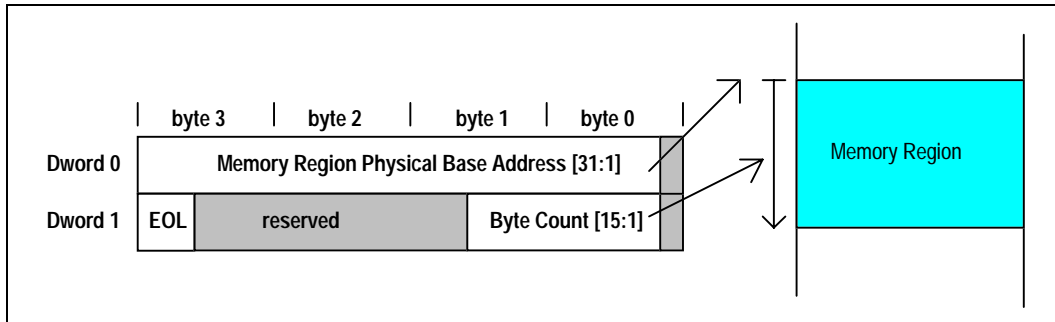 byte 3 byte 2 byte 1 byte 0
Dword 0 Memory Region Physical Base Address [31:1]
Memory Region
Dword 1 EOL reserved Byte Count [15:1]